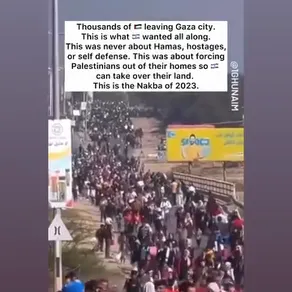 Thousands of 🇵🇸 leaving Gaza city.
This is what 🇮🇱 wanted all along.
This was never about Hamas, hostages,
or self defense. This was about forcing
Palestinians out of their homes so 🇮🇱
can take over their land.
This is the Nakba of 2023.
@IGHUNAIM